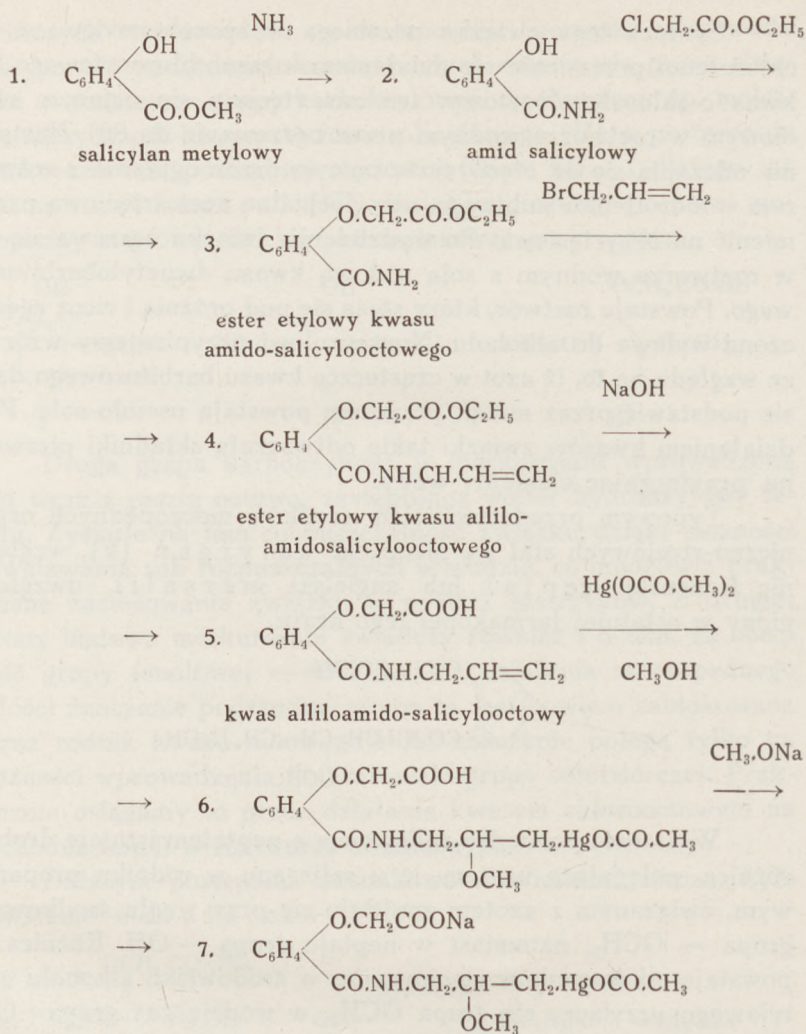 NH₃ Cl.CH₂.CO.OC₂H₅
OH OH
1. C₆H₄ → 2. C₆H₄ →
CO.OCH₃ CO.NH₂
salicylan metylowy amid salicylowy
O.CH₂.CO.OC₂H₅ BrCH₂.CH=CH₂
→ 3. C₆H₄ →
CO.NH₂
ester etylowy kwasu
amido-salicylooctowego
O.CH₂.CO.OC₂H₅ NaOH
→ 4. C₆H₄ →
CO.NH.CH.CH=CH₂
ester etylowy kwasu allilo-
amidosalicylooctowego
O.CH₂.COOH Hg(OCO.CH₃)₂
→ 5. C₆H₄ →
CO.NH.CH₂.CH=CH₂ CH₃OH
kwas alliloamido-salicylooctowy
O.CH₂.COOH CH₃.ONa
→ 6. C₆H₄ →
CO.NH.CH₂.CH—CH₂.HgO.CO.CH₃
OCH₃
O.CH₂COONa
→ 7. C₆H₄
CO.NH.CH₂.CH—CH₂.HgOCO.CH₃
OCH₃